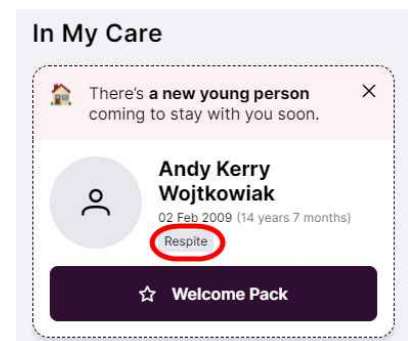 In My Care
There's a new young person
coming to stay with you soon.
Andy Kerry
Wojtkowiak
02 Feb 2009 (14 years 7 months)
Respite
Welcome Pack